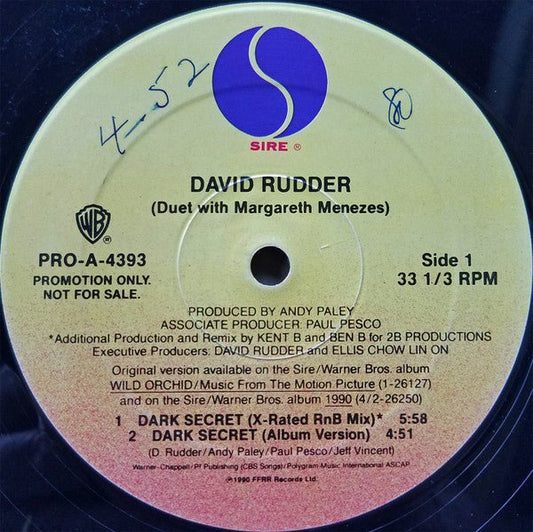 4-52
80
SIRE ®
DAVID RUDDER
(Duet with Margareth Menezes)
WB
PRO-A-4393
PROMOTION ONLY.
NOT FOR SALE.
Side 1
33 1/3 RPM
PRODUCED BY ANDY PALEY
ASSOCIATE PRODUCER: PAUL PESCO
*Additional Production and Remix by KENT B and BEN B for 2B PRODUCTIONS
Executive Producers: DAVID RUDDER and ELLIS CHOW LIN ON
Original version available on the Sire/Warner Bros. album
WILD ORCHID/Music From The Motion Picture (1-26127)
and on the Sire/Warner Bros. album 1990 (4/2-26250)
1 DARK SECRET (X-Rated RnB Mix)* 5:58
2 DARK SECRET (Album Version) 4:51
(D. Rudder/Andy Paley/Paul Pesco/Jeff Vincent)
Warner-Chappell/Pf Publishing (CBS Songs)/Polygram Music International ASCAP
℗1990 FFRR Records Ltd.